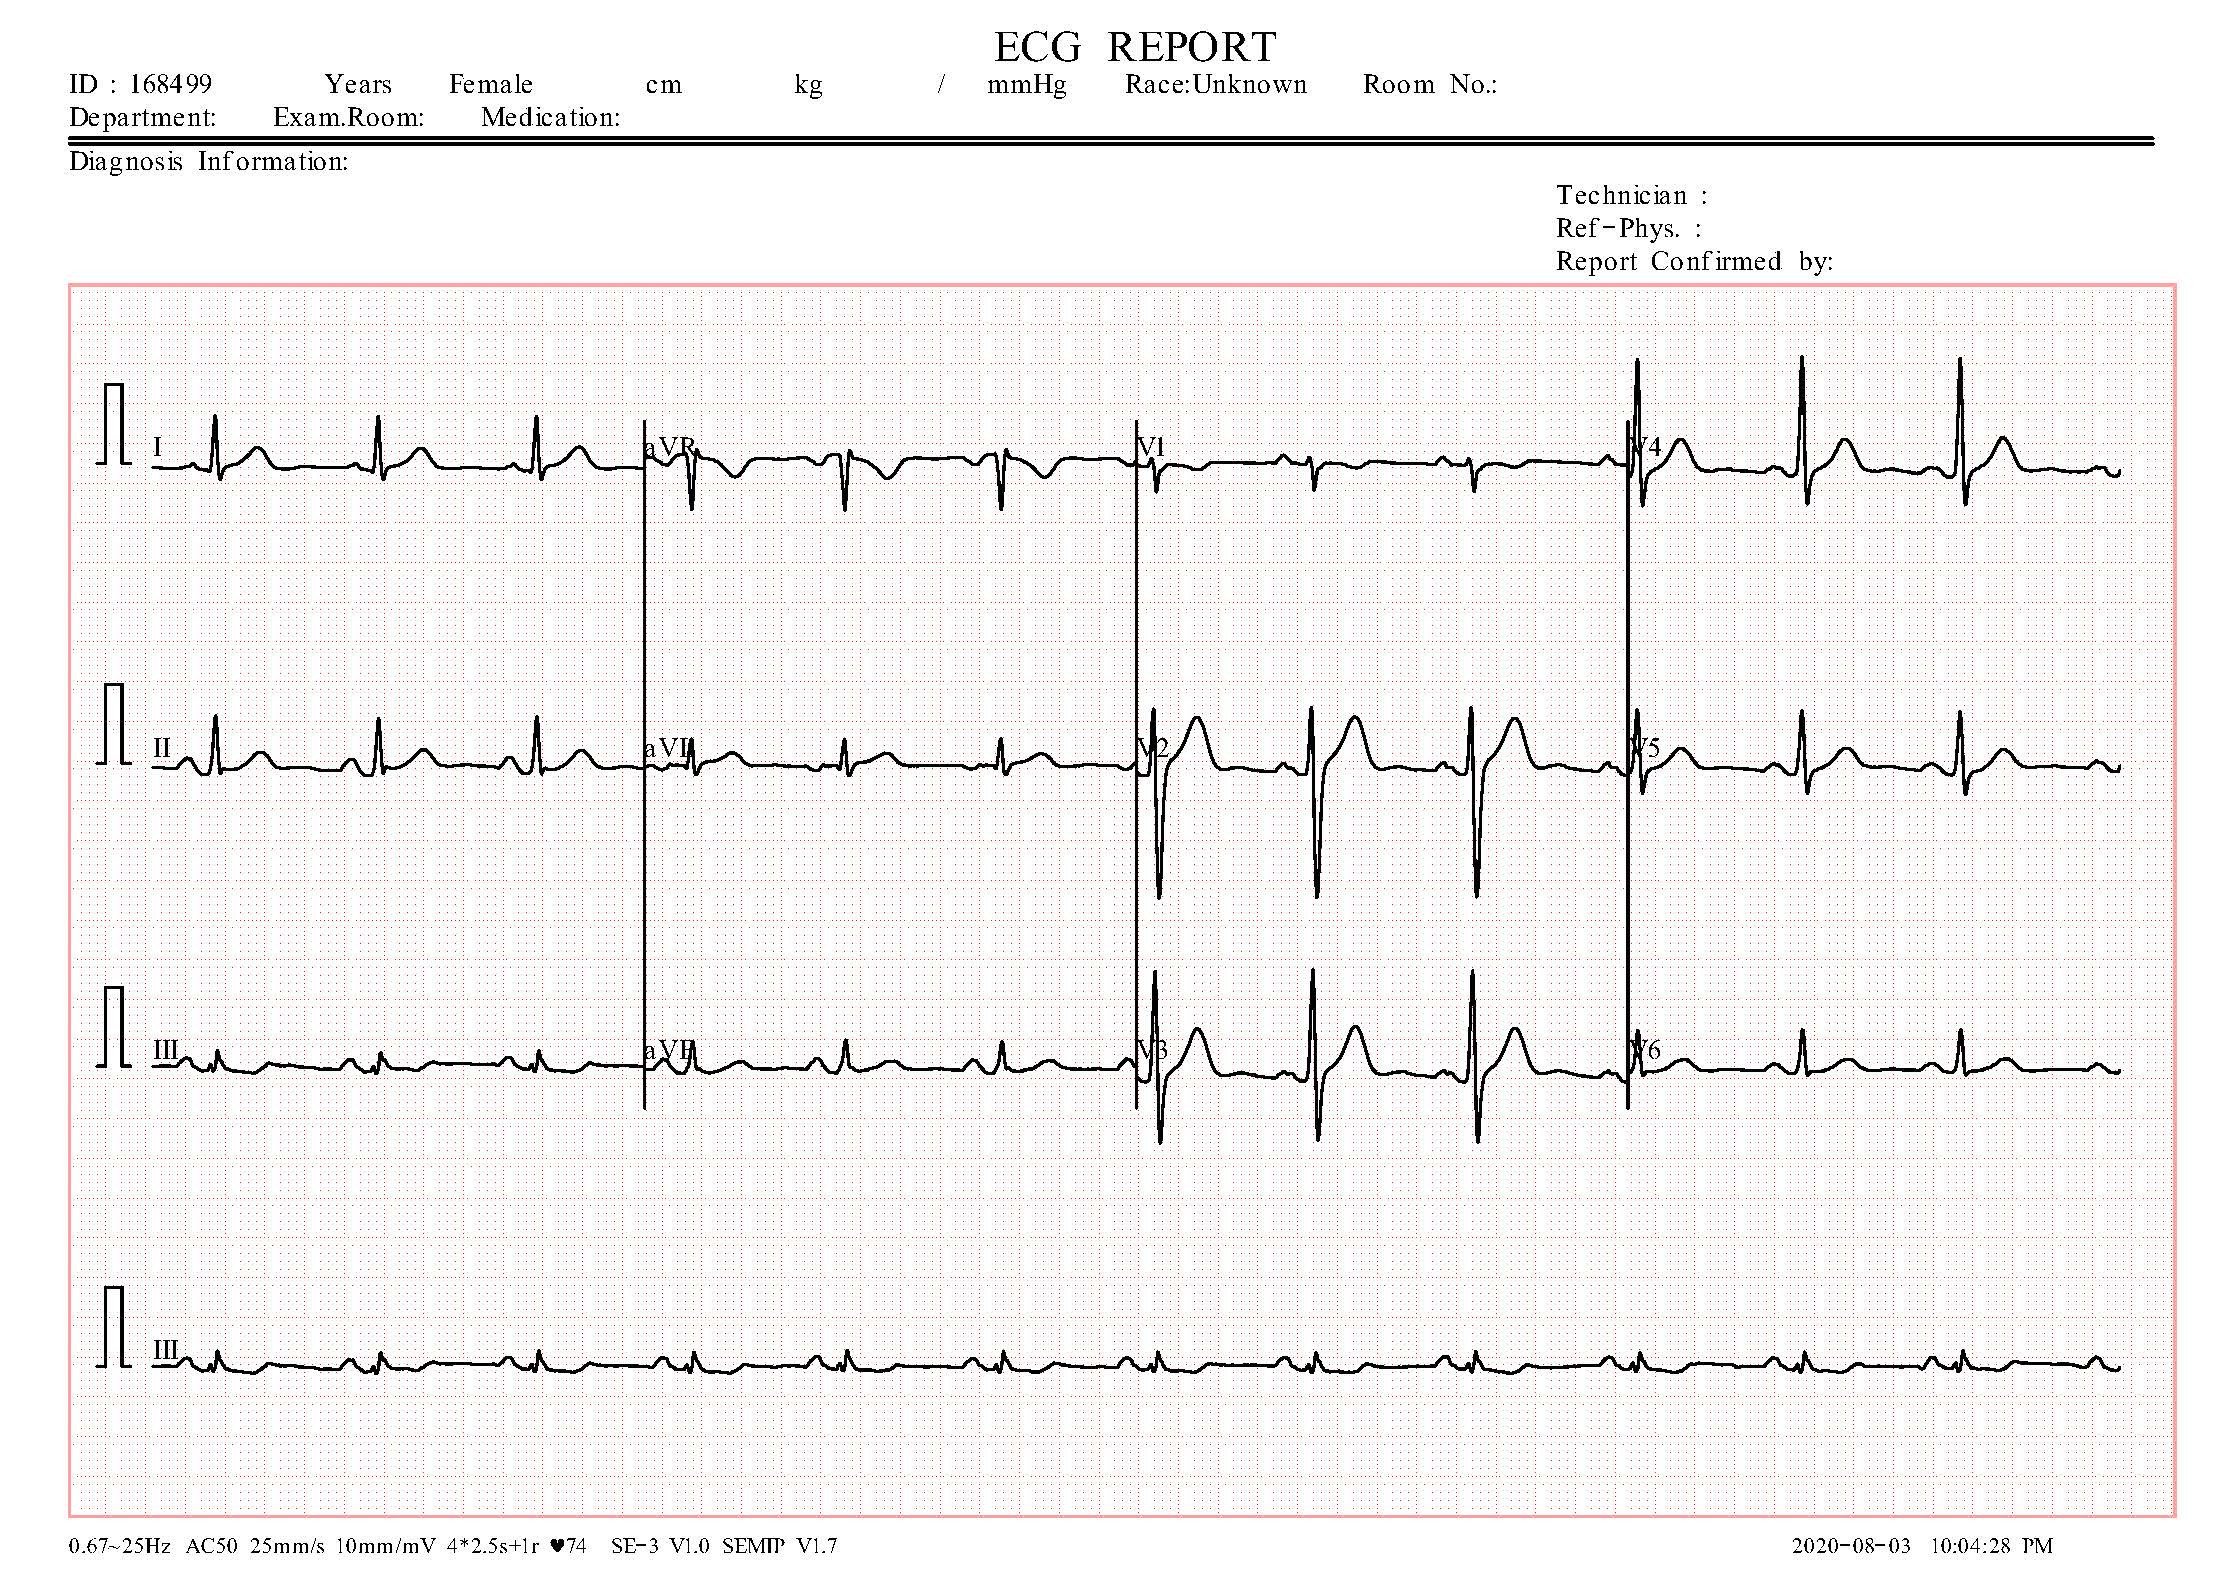 ECG REPORT
ID : 168499 Years Female cm kg / mmHg Race:Unknown Room No.:
Department: Exam.Room: Medication:
Diagnosis Information:
Technician :
Ref-Phys. :
Report Confirmed by:
I aVR V1 V4
II aVL V2 V5
III aVF V3 V6
III
0.67~25Hz AC50 25mm/s 10mm/mV 4*2.5s+1r ♥74 SE-3 V1.0 SEMIP V1.7 2020-08-03 10:04:28 PM